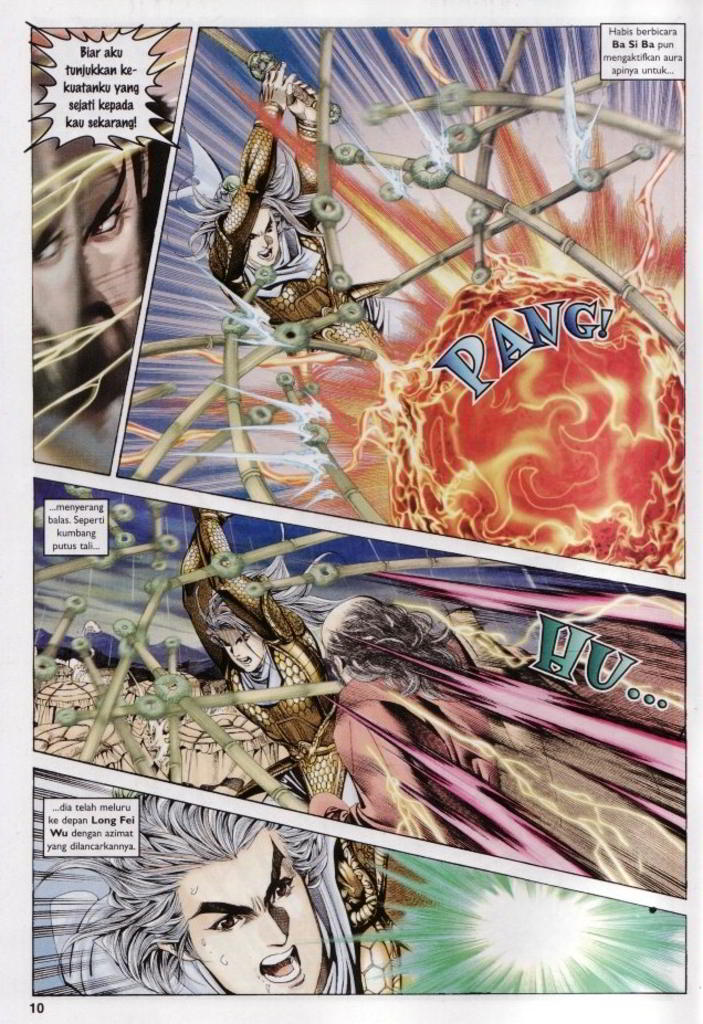 Biar aku
tunjukkan ke-
kuatanku yang
sejati kepada
kau sekarang!
Habis berbicara
Ba Si Ba pun
mengaktifkan aura
apinya untuk...
PANG!
...menyerang
balas. Seperti
kumbang
putus tali...
HU...
...dia telah meluru
ke depan Long Fei
Wu dengan azimat
yang dilancarkannya.
10